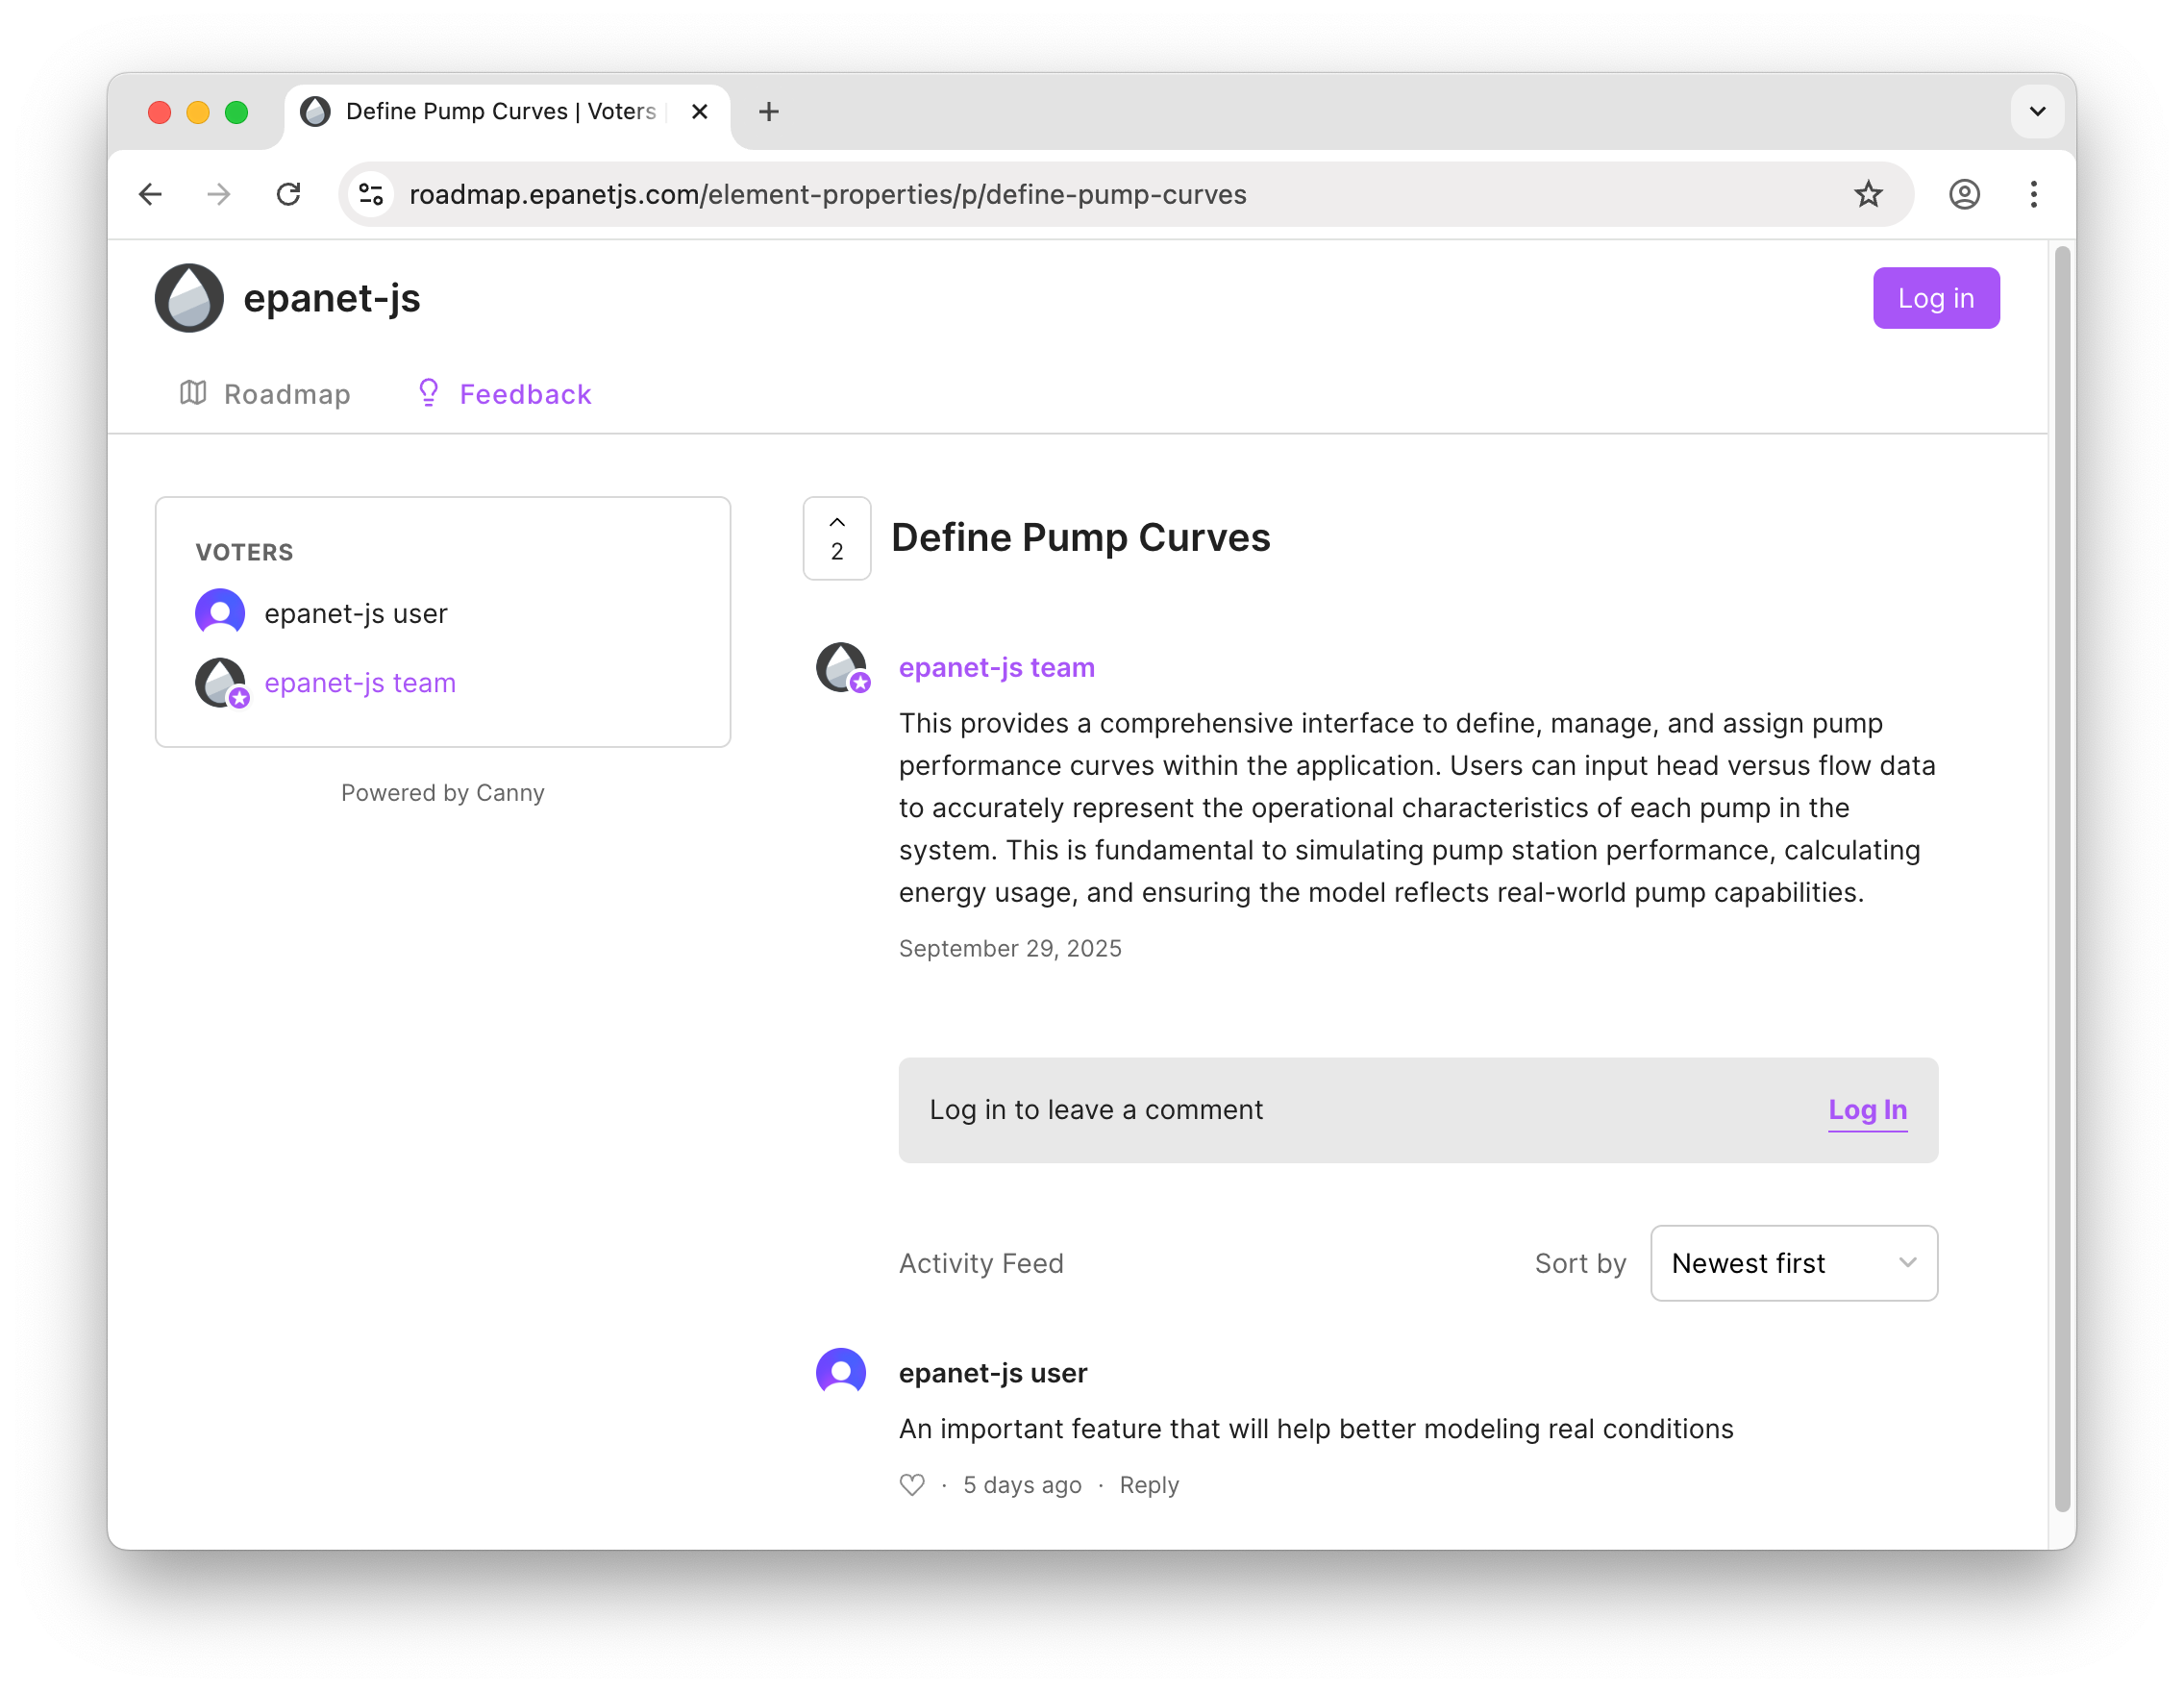 Define Pump Curves | Voters
roadmap.epanetjs.com/element-properties/p/define-pump-curves
epanet-js
Log in
Roadmap
Feedback
VOTERS
epanet-js user
epanet-js team
Powered by Canny
2
Define Pump Curves
epanet-js team
This provides a comprehensive interface to define, manage, and assign pump
performance curves within the application. Users can input head versus flow data
to accurately represent the operational characteristics of each pump in the
system. This is fundamental to simulating pump station performance, calculating
energy usage, and ensuring the model reflects real-world pump capabilities.
September 29, 2025
Log in to leave a comment
Log In
Activity Feed
Sort by
Newest first
epanet-js user
An important feature that will help better modeling real conditions
· 5 days ago · Reply